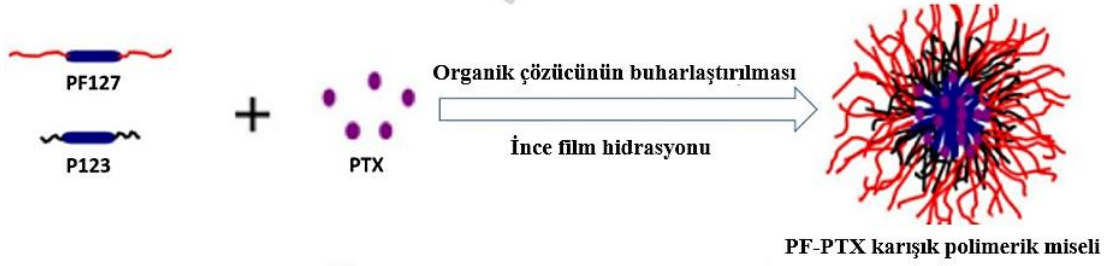 PF127
P123
+
PTX
Organik çözücünün buharlaştırılması
İnce film hidrasyonu
PF-PTX karışık polimerik miseli